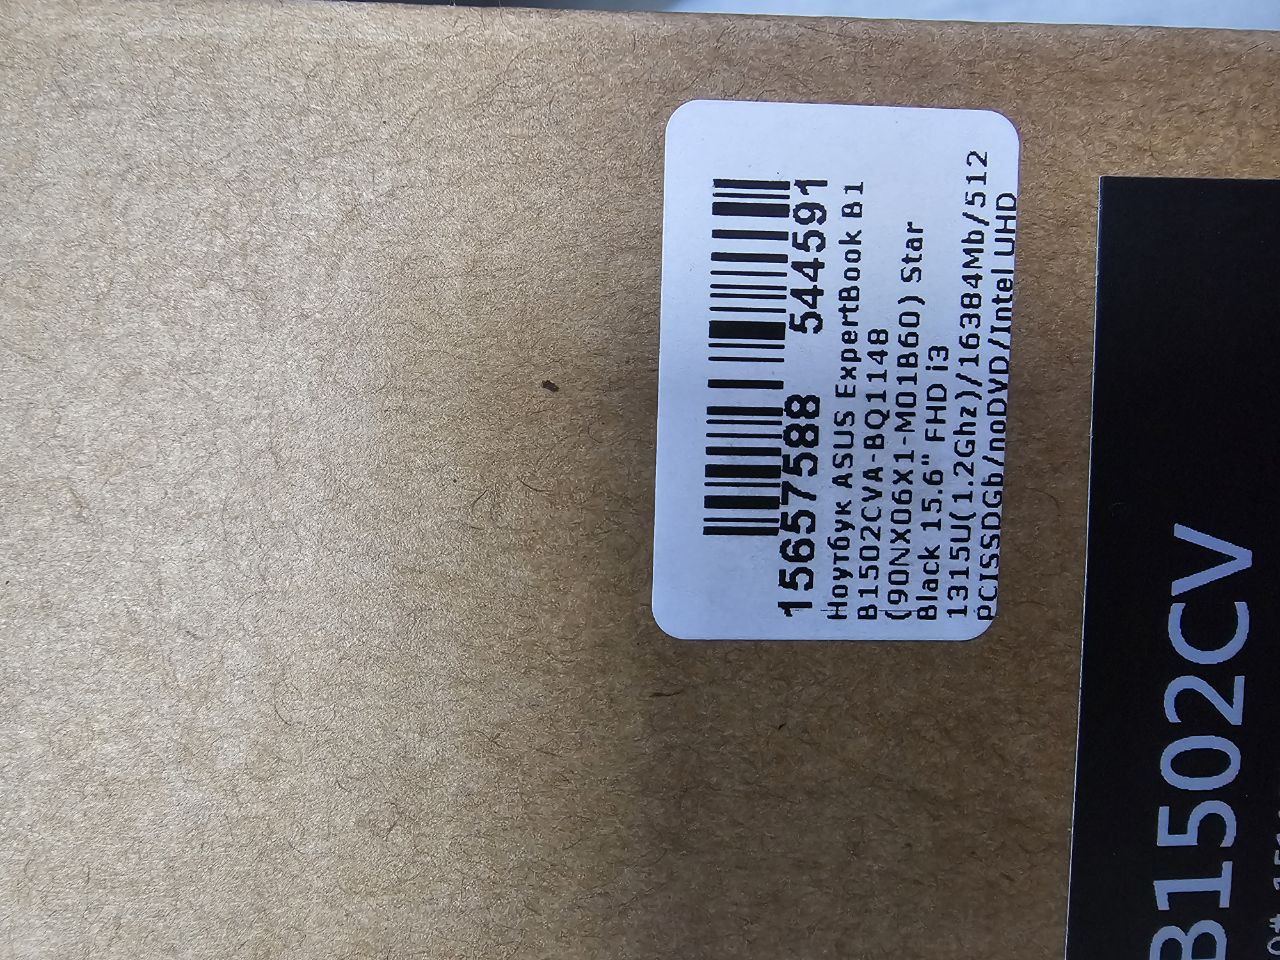 15657588 544591
Ноутбук ASUS ExpertBook B1
B1502CVA-BQ1148
(90NX06X1-M01B60) Star
Black 15.6" FHD i3
1315U(1.2Ghz)/16384Mb/512
PCISSDGb/noDVD/Intel UHD
B1502CV